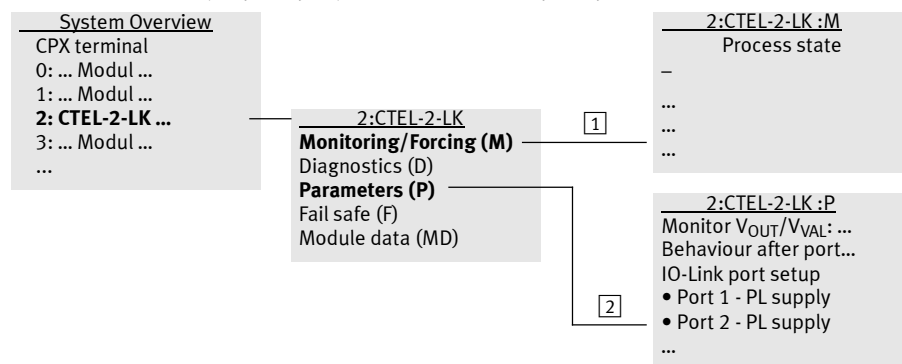 System Overview
CPX terminal
0: ... Modul ...
1: ... Modul ...
2: CTEL-2-LK ...
3: ... Modul ...
...
2:CTEL-2-LK
Monitoring/Forcing (M)
Diagnostics (D)
Parameters (P)
Fail safe (F)
Module data (MD)
1
2
2:CTEL-2-LK :M
Process state
–
...
...
...
2:CTEL-2-LK :P
Monitor VOUT/VVAL: ...
Behaviour after port...
IO-Link port setup
• Port 1 - PL supply
• Port 2 - PL supply
...